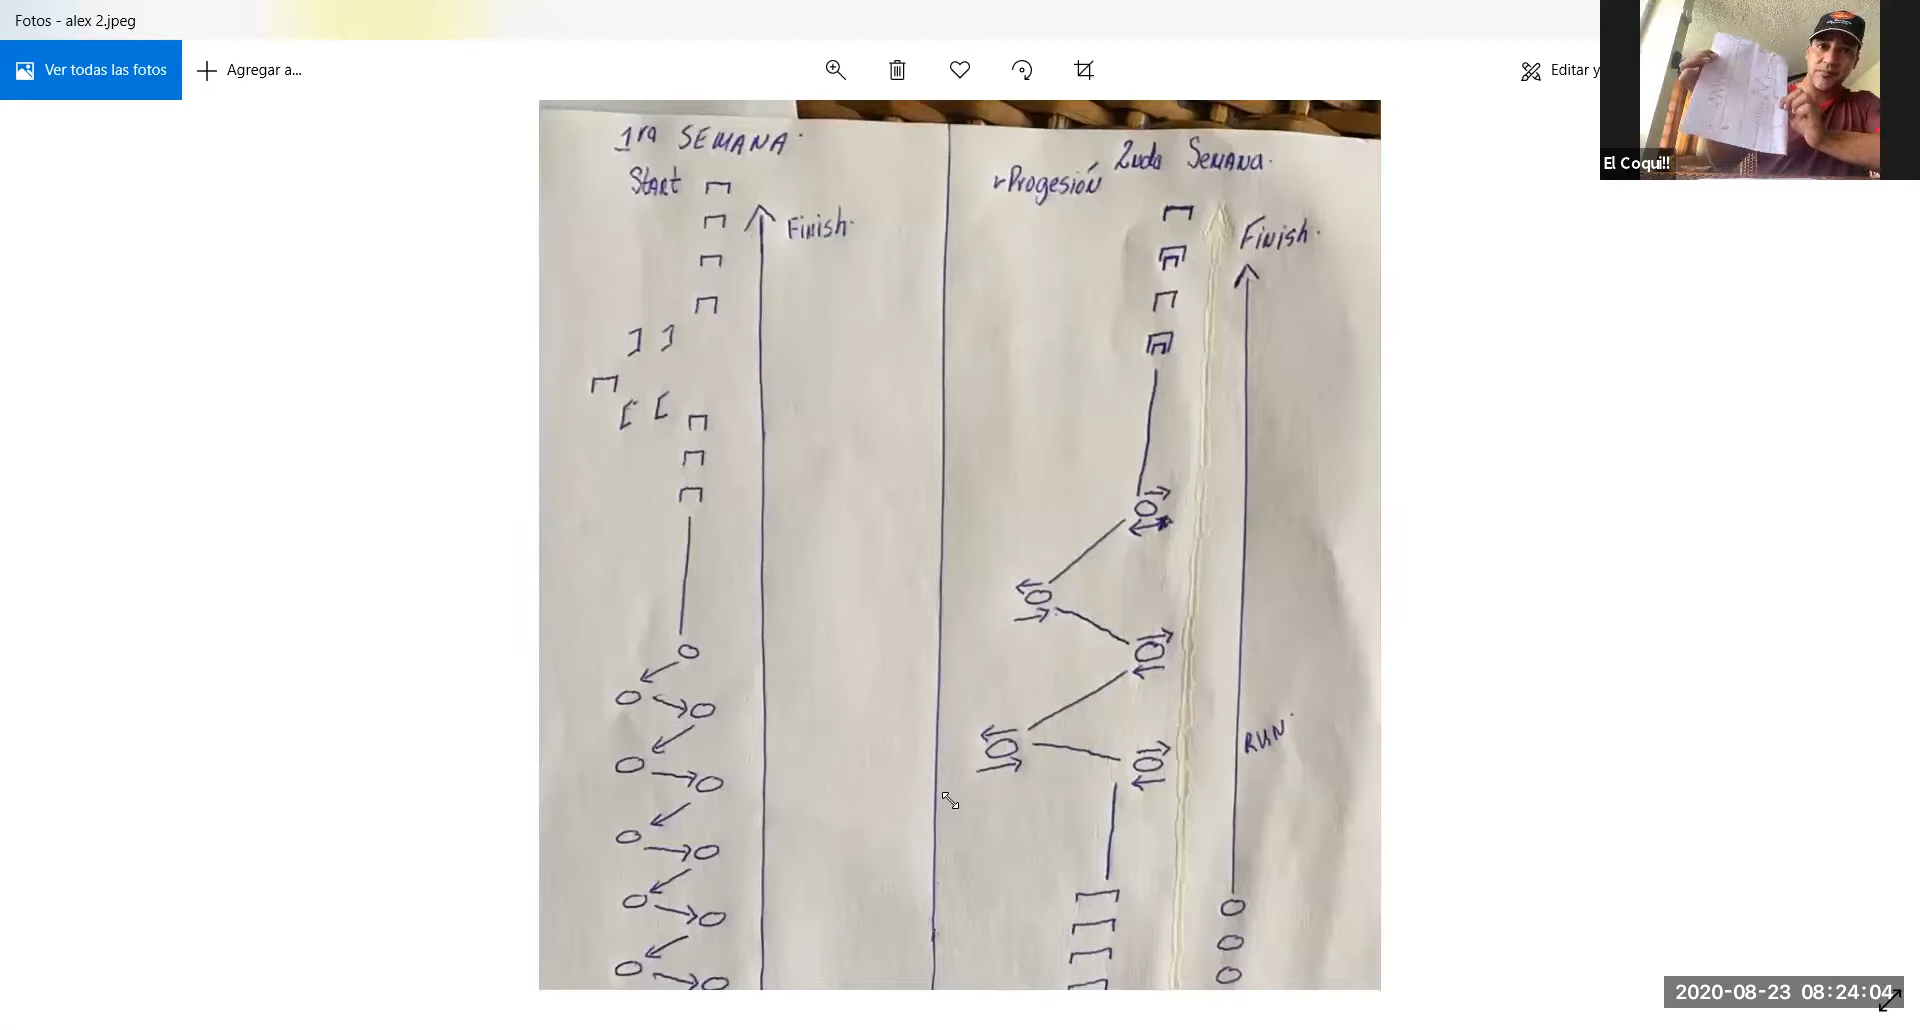 Fotos - alex 2.jpeg
Ver todas las fotos
Agregar a...
Editar y
El Coqui!!
1ra SEMANA.
START
Finish.
2nda SEMANA.
Progesión
Finish.
RUN.
2020-08-23 08:24:04